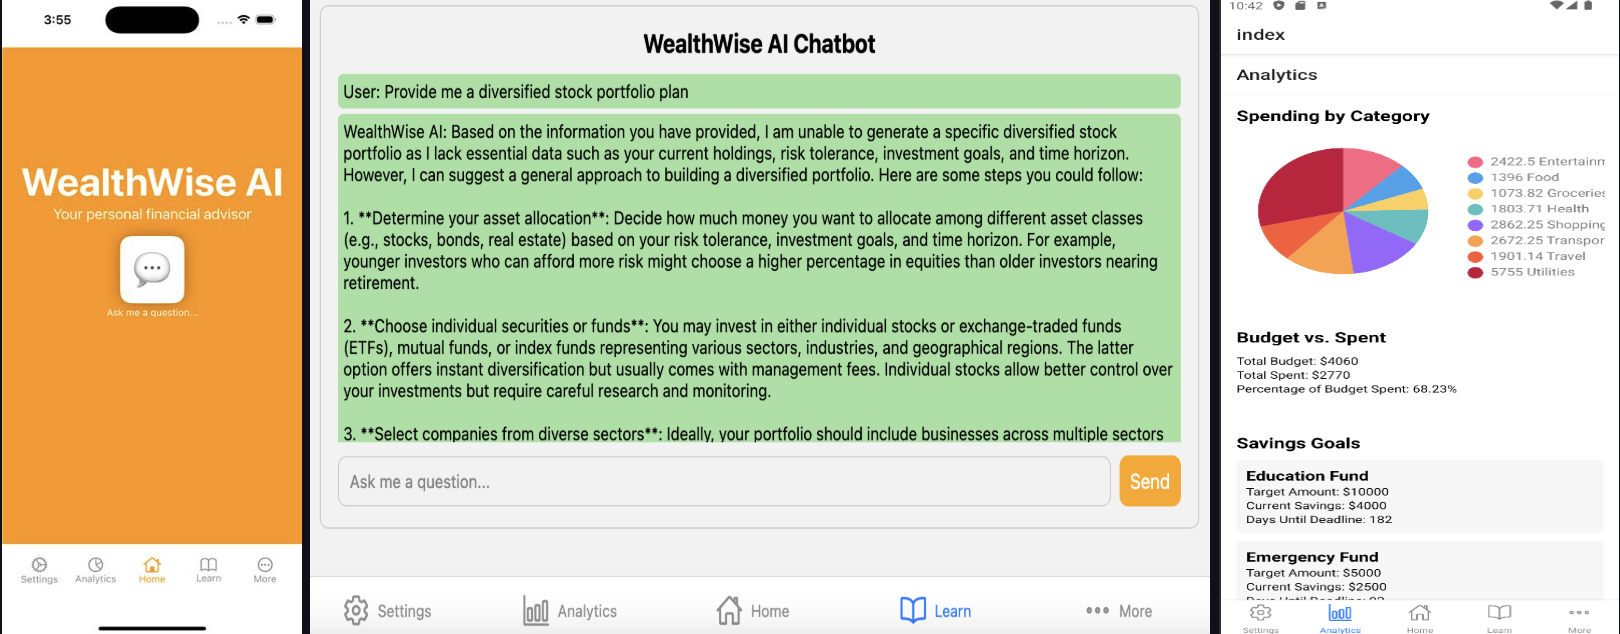 3:55
WealthWise AI
Your personal financial advisor
Ask me a question...
Settings
Analytics
Home
Learn
More
WealthWise AI Chatbot
User: Provide me a diversified stock portfolio plan
WealthWise AI: Based on the information you have provided, I am unable to generate a specific diversified stock
portfolio as I lack essential data such as your current holdings, risk tolerance, investment goals, and time horizon.
However, I can suggest a general approach to building a diversified portfolio. Here are some steps you could follow:
1. **Determine your asset allocation**: Decide how much money you want to allocate among different asset classes
(e.g., stocks, bonds, real estate) based on your risk tolerance, investment goals, and time horizon. For example,
younger investors who can afford more risk might choose a higher percentage in equities than older investors nearing
retirement.
2. **Choose individual securities or funds**: You may invest in either individual stocks or exchange-traded funds
(ETFs), mutual funds, or index funds representing various sectors, industries, and geographical regions. The latter
option offers instant diversification but usually comes with management fees. Individual stocks allow better control over
your investments but require careful research and monitoring.
3. **Select companies from diverse sectors**: Ideally, your portfolio should include businesses across multiple sectors
Ask me a question...
Send
Settings
Analytics
Home
Learn
More
10:42
index
Analytics
Spending by Category
2422.5 Entertainn
1396 Food
1073.82 Groceries
1803.71 Health
2862.25 Shopping
2672.25 Transpor
1901.14 Travel
5755 Utilities
Budget vs. Spent
Total Budget: $4060
Total Spent: $2770
Percentage of Budget Spent: 68.23%
Savings Goals
Education Fund
Target Amount: $10000
Current Savings: $4000
Days Until Deadline: 182
Emergency Fund
Target Amount: $5000
Current Savings: $2500
Days Until Deadline:
Settings
Analytics
Home
Learn
More